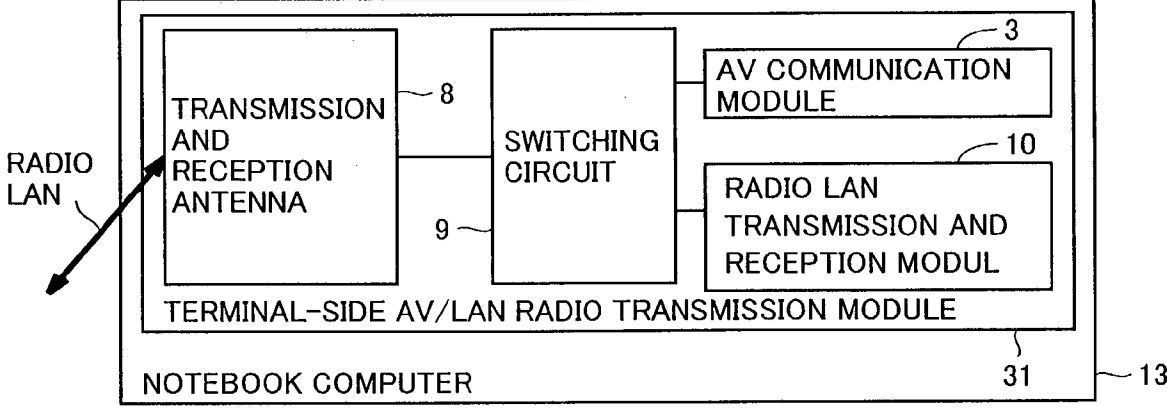 RADIO
LAN
TRANSMISSION
AND
RECEPTION
ANTENNA
8
SWITCHING
CIRCUIT
9
3
AV COMMUNICATION
MODULE
10
RADIO LAN
TRANSMISSION AND
RECEPTION MODUL
TERMINAL-SIDE AV/LAN RADIO TRANSMISSION MODULE
31
NOTEBOOK COMPUTER
13